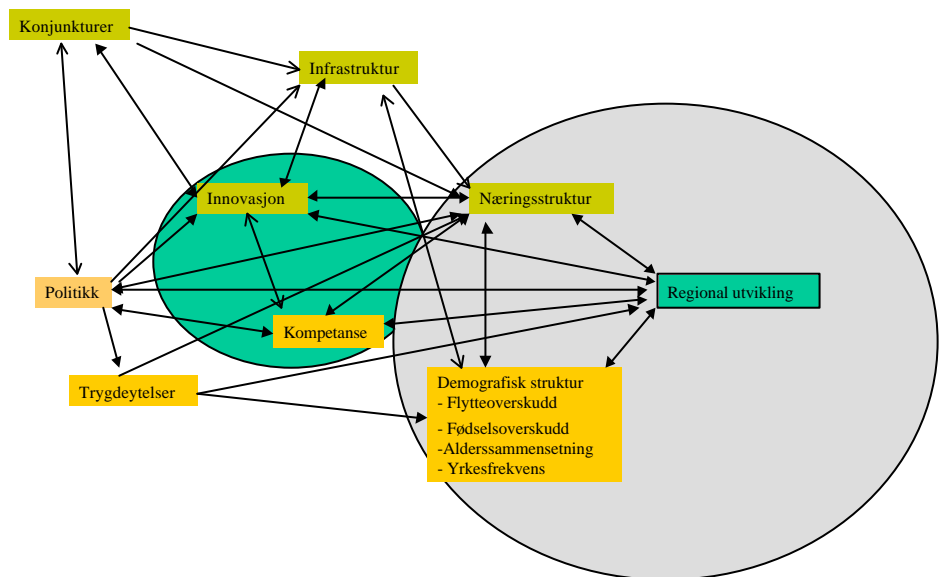 Konjunkturer
Infrastruktur
Innovasjon
Næringsstruktur
Politikk
Regional utvikling
Kompetanse
Trygdeytelser
Demografisk struktur
- Flytteoverskudd
- Fødselsoverskudd
-Alderssammensetning
- Yrkesfrekvens